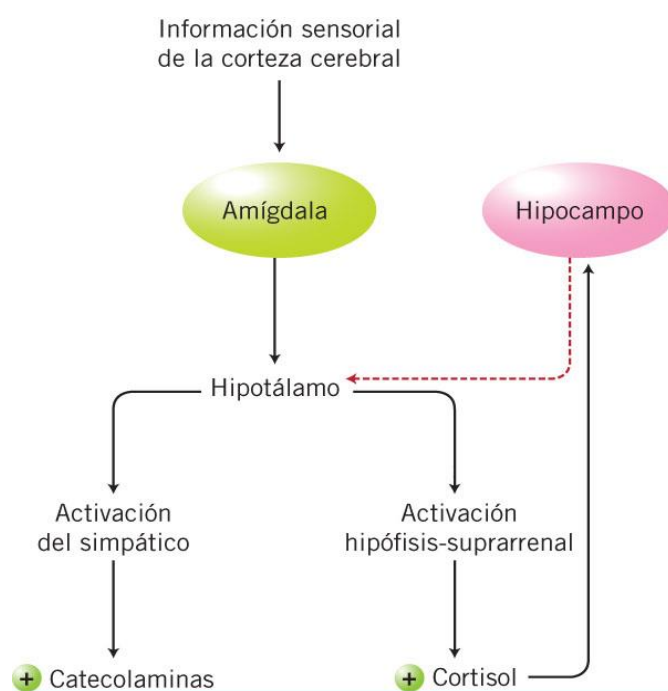 Información sensorial
de la corteza cerebral
Amígdala
Hipocampo
Hipotálamo
Activación
del simpático
Activación
hipófisis-suprarrenal
+ Catecolaminas
+ Cortisol